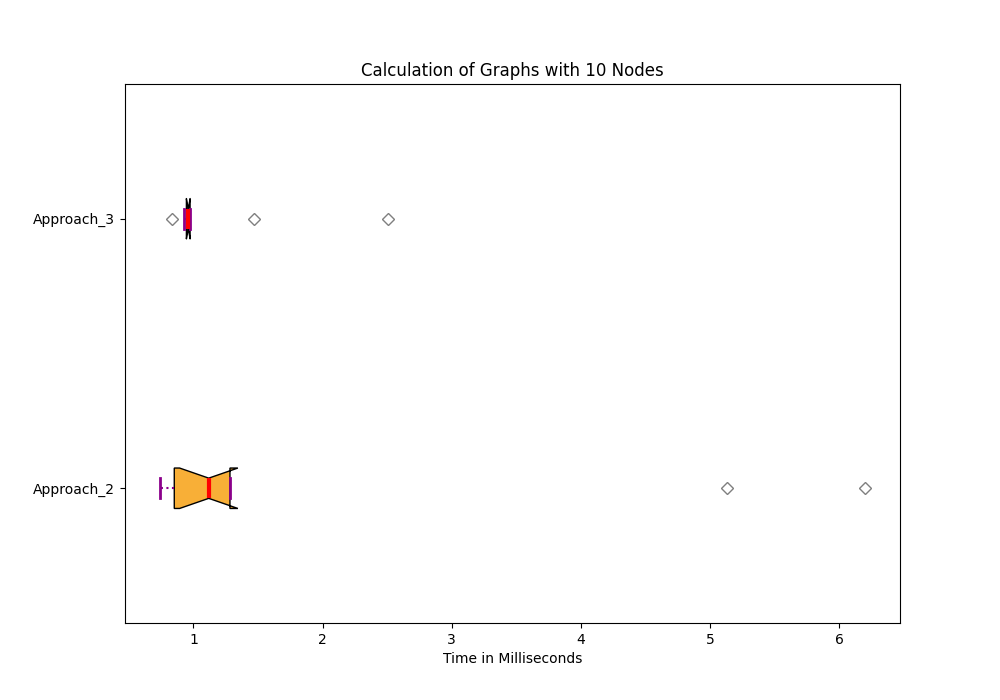 Calculation of Graphs with 10 Nodes
Approach_3
Approach_2
1 2 3 4 5 6
Time in Milliseconds